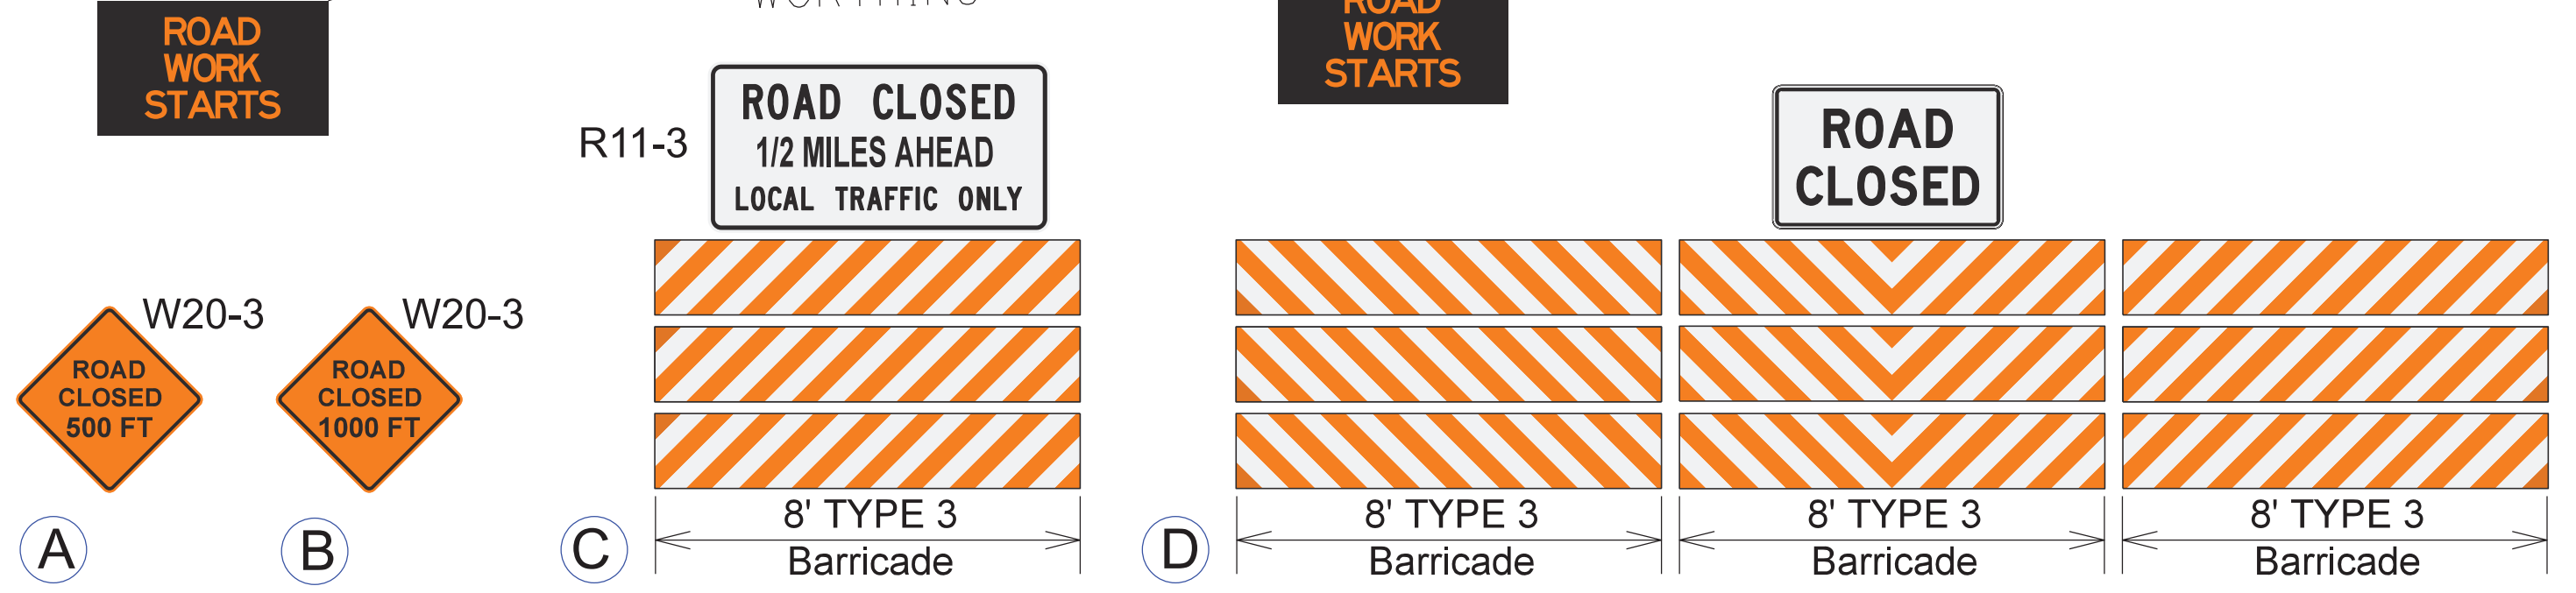 ROAD
WORK
STARTS
ROAD
WORK
STARTS
R11-3
ROAD CLOSED
1/2 MILES AHEAD
LOCAL TRAFFIC ONLY
ROAD
CLOSED
W20-3
ROAD
CLOSED
500 FT
W20-3
ROAD
CLOSED
1000 FT
A
B
C
8' TYPE 3
Barricade
D
8' TYPE 3
Barricade
8' TYPE 3
Barricade
8' TYPE 3
Barricade